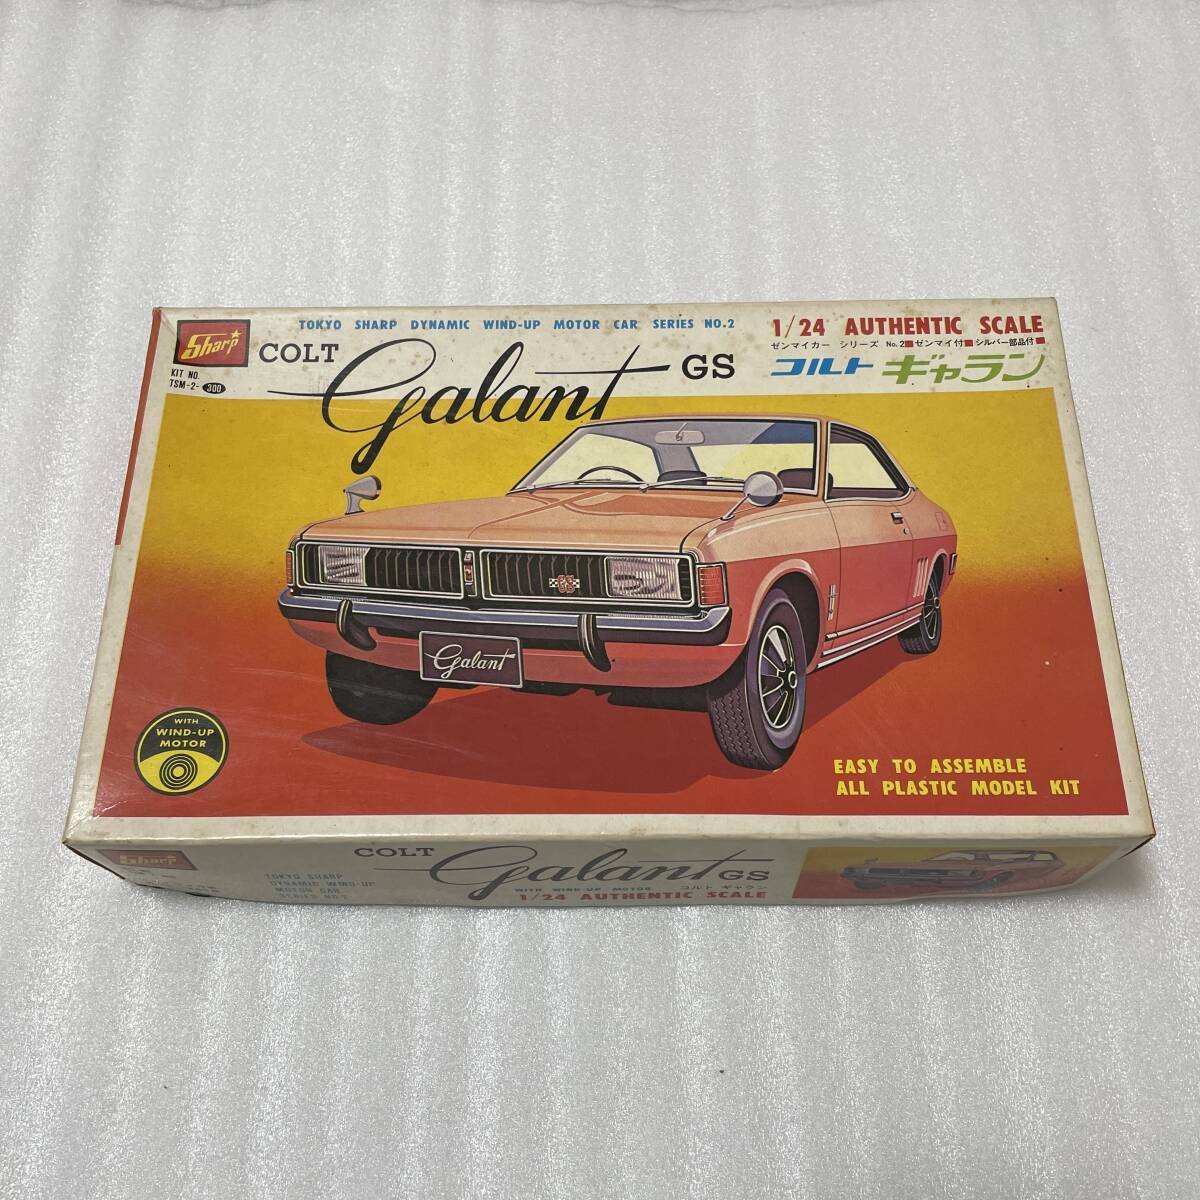 Sharp
KIT NO.
TSM-2-300
TOKYO SHARP DYNAMIC WIND-UP MOTOR CAR SERIES NO.2
COLT Galant GS
1/24 AUTHENTIC SCALE
ゼンマイカー シリーズ No.2■ゼンマイ付■シルバー部品付■
コルト ギャラン
Galant
WITH
WIND-UP
MOTOR
EASY TO ASSEMBLE
ALL PLASTIC MODEL KIT
Sharp
TOKYO SHARP
DYNAMIC WIND-UP
MOTOR CAR
SERIES NO.2
COLT Galant GS
WITH WIND-UP MOTOR コルト ギャラン
1/24 AUTHENTIC SCALE